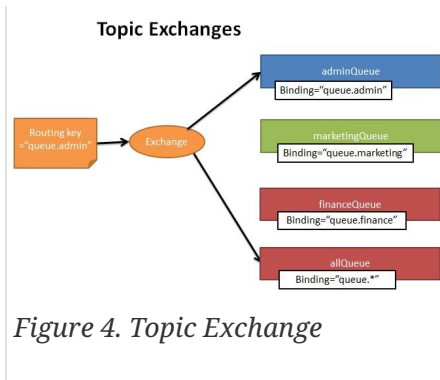 Topic Exchanges
adminQueue
Binding="queue.admin"
Routing key
="queue.admin"
Exchange
marketingQueue
Binding="queue.marketing"
financeQueue
Binding="queue.finance"
allQueue
Binding="queue.*"
Figure 4. Topic Exchange